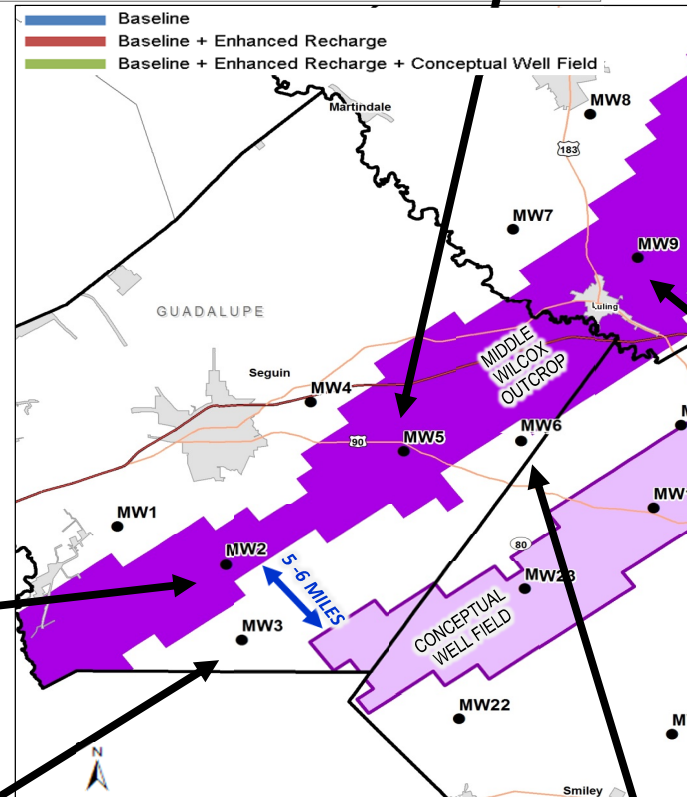 Baseline
Baseline + Enhanced Recharge
Baseline + Enhanced Recharge + Conceptual Well Field
Martindale
MW8
183
MW7
MW9
GUADALUPE
Luling
MIDDLE
WILCOX
OUTCROP
Seguin
MW4
MW6
90
MW5
MW1
80
MW2
5-6 MILES
MW23
CONCEPTUAL
WELL FIELD
MW3
MW22
N
Smiley